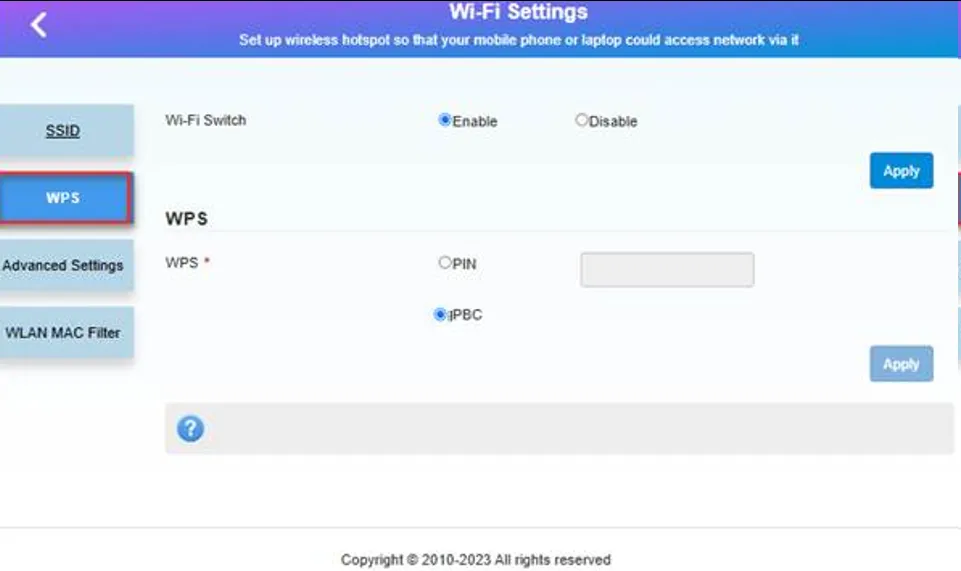 Wi-Fi Settings
Set up wireless hotspot so that your mobile phone or laptop could access network via it
SSID
Wi-Fi Switch
Enable
Disable
Apply
WPS
WPS
WPS *
PIN
PBC
Advanced Settings
WLAN MAC Filter
Apply
?
Copyright © 2010-2023 All rights reserved